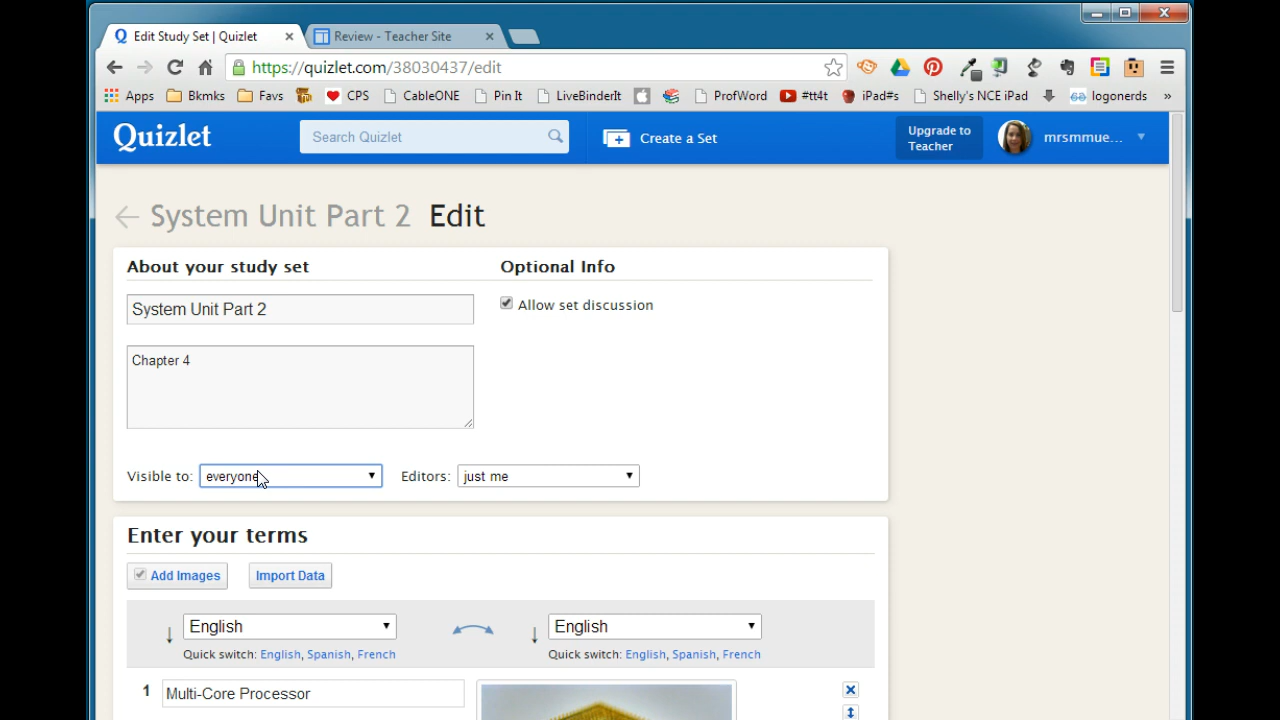 Edit Study Set | Quizlet
Review - Teacher Site
https://quizlet.com/38030437/edit
Apps Bkmks Favs CPS CableONE Pin It LiveBinderIt ProfWord #tt4t iPad#s Shelly's NCE iPad logonerds »
Quizlet
Search Quizlet
Create a Set
Upgrade to
Teacher
mrsmmue...
System Unit Part 2 Edit
About your study set
Optional Info
System Unit Part 2
Allow set discussion
Chapter 4
Visible to: everyone
Editors: just me
Enter your terms
Add Images
Import Data
English
English
Quick switch: English, Spanish, French
Quick switch: English, Spanish, French
1 Multi-Core Processor